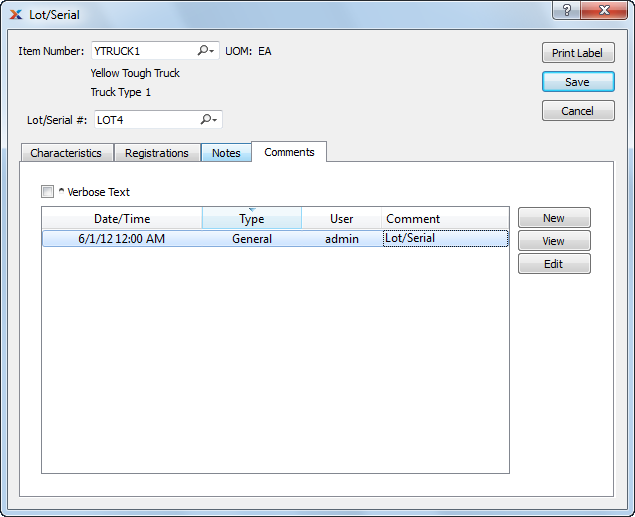 Lot/Serial
?
Item Number: YTRUCK1 UOM: EA Print Label
Yellow Tough Truck Save
Truck Type 1
Lot/Serial #: LOT4 Cancel
Characteristics Registrations Notes Comments
^ Verbose Text
Date/Time Type User Comment New
6/1/12 12:00 AM General admin Lot/Serial View
Edit